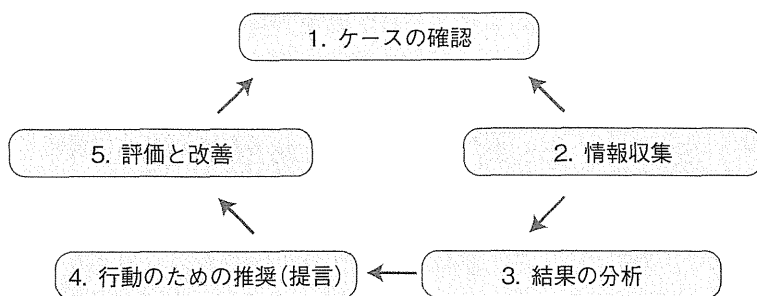 1. ケースの確認
2. 情報収集
3. 結果の分析
4. 行動のための推奨(提言)
5. 評価と改善